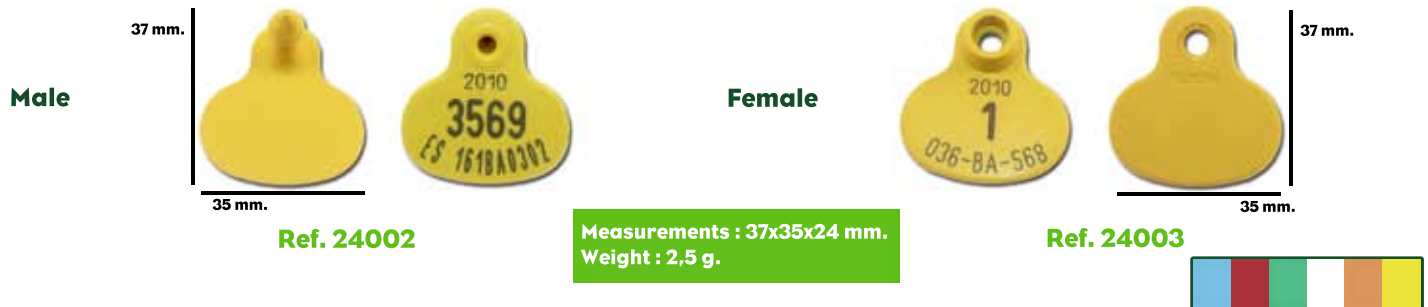 37 mm.
Male
2010
3569
ES 161BA0302
35 mm.
Ref. 24002
Measurements : 37x35x24 mm.
Weight : 2,5 g.
Female
2010
1
036-BA-568
37 mm.
35 mm.
Ref. 24003